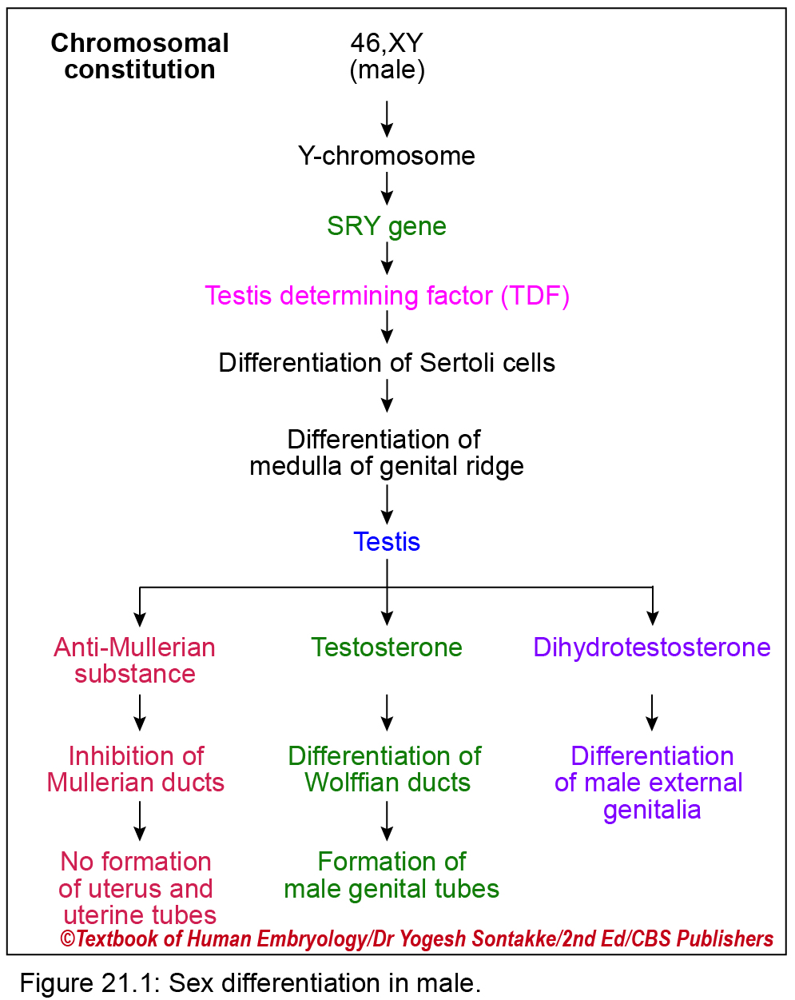 Chromosomal
constitution
46,XY
(male)
Y-chromosome
SRY gene
Testis determining factor (TDF)
Differentiation of Sertoli cells
Differentiation of
medulla of genital ridge
Testis
Anti-Mullerian
substance
Testosterone
Dihydrotestosterone
Inhibition of
Mullerian ducts
Differentiation of
Wolffian ducts
Differentiation
of male external
genitalia
No formation
of uterus and
uterine tubes
Formation of
male genital tubes
©Textbook of Human Embryology/Dr Yogesh Sontakke/2nd Ed/CBS Publishers
Figure 21.1: Sex differentiation in male.